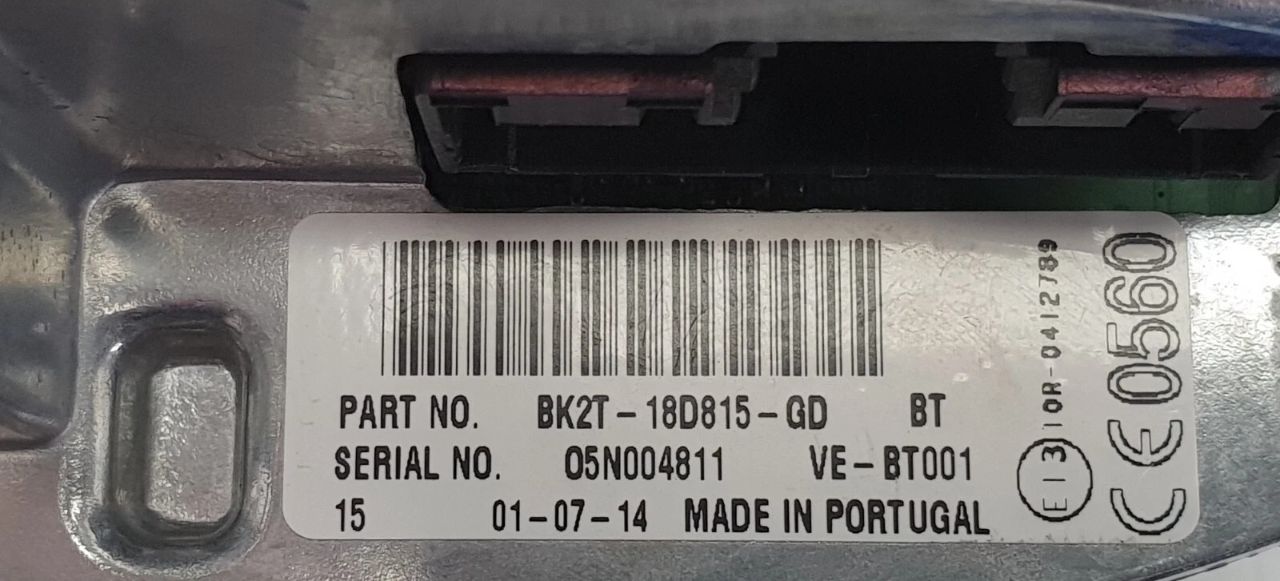 PART NO. BK2T-18D815-GD BT
SERIAL NO. 05N004811 VE-BT001
15 01-07-14 MADE IN PORTUGAL
E13 10R-0412789
CE0560